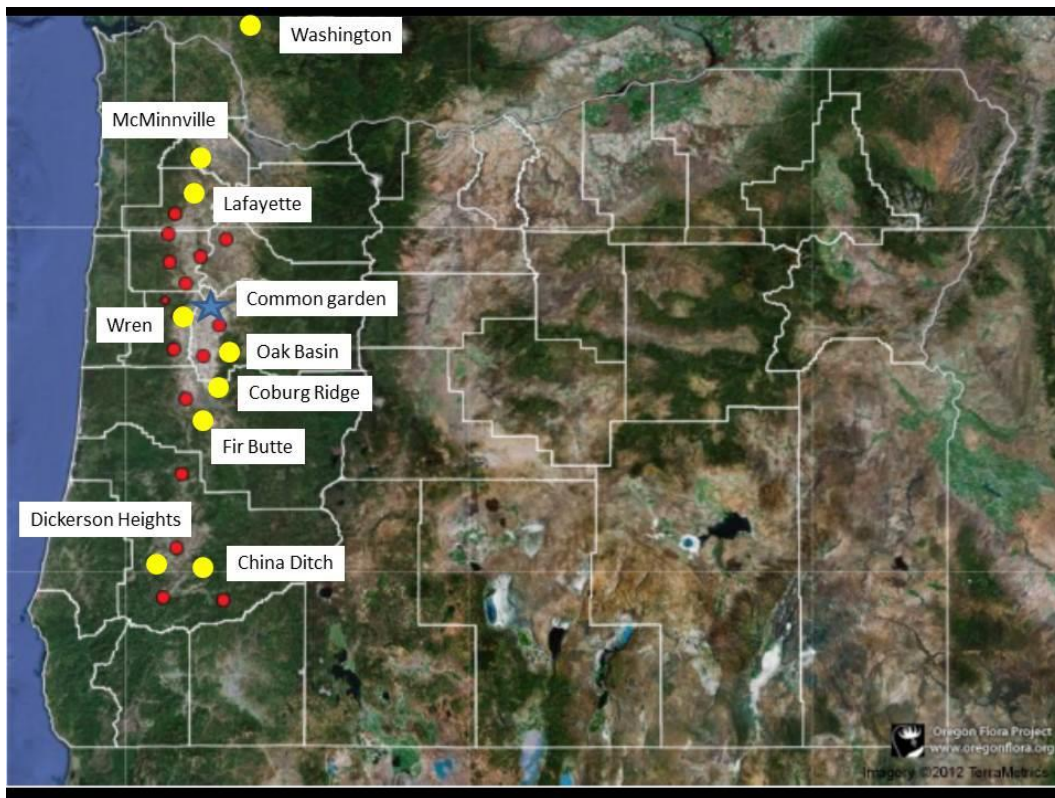 Washington
McMinnville
Lafayette
Common garden
Wren
Oak Basin
Coburg Ridge
Fir Butte
Dickerson Heights
China Ditch
Oregon Flora Project
www.oregonflora.org
Imagery ©2012 TerraMetrics